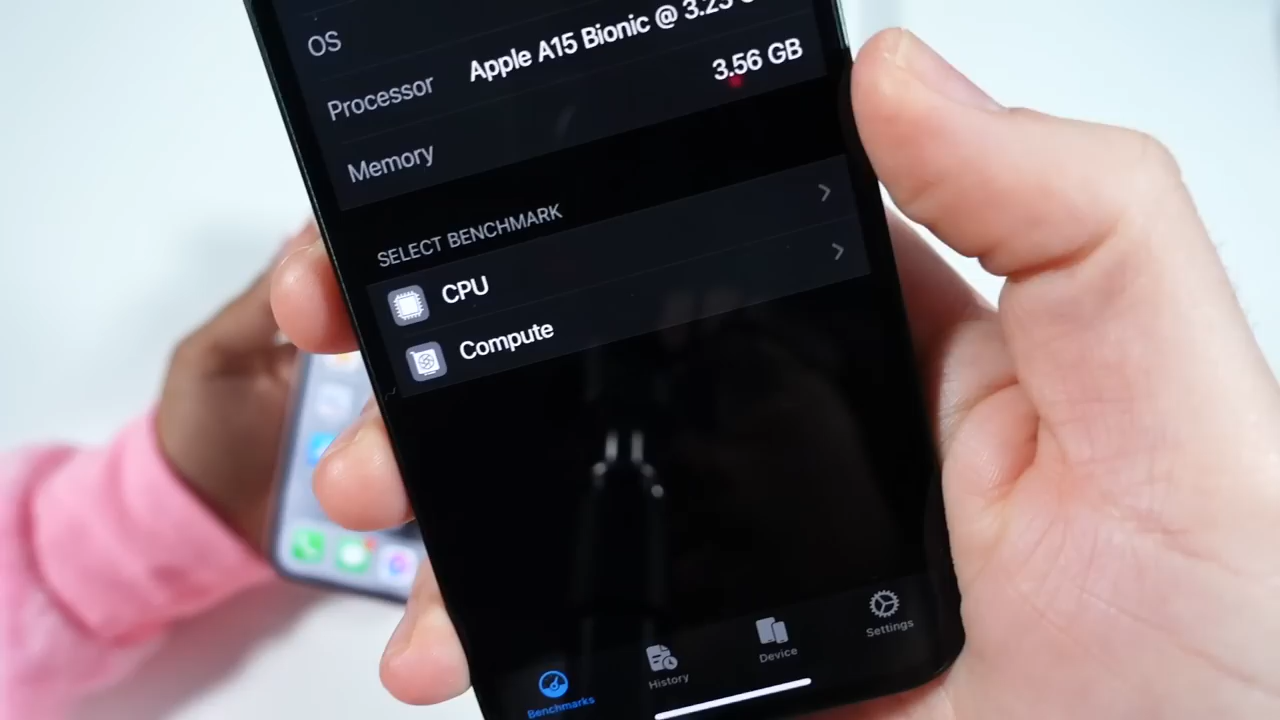 OS
Processor Apple A15 Bionic @ 3.23
Memory 3.56 GB
SELECT BENCHMARK
CPU
Compute
Benchmarks
History
Device
Settings